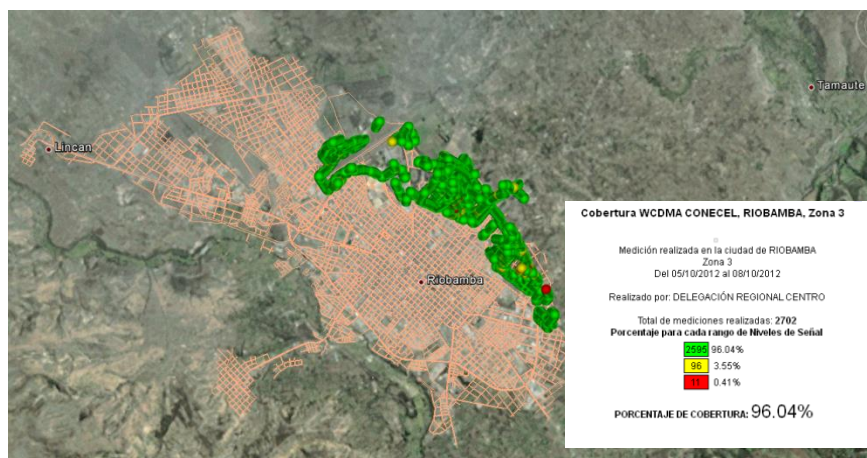 Tamaute
Lincan
Riobamba
Cobertura WCDMA CONECEL, RIOBAMBA, Zona 3
Medición realizada en la ciudad de RIOBAMBA
Zona 3
Del 05/10/2012 al 08/10/2012
Realizado por: DELEGACIÓN REGIONAL CENTRO
Total de mediciones realizadas: 2702
Porcentaje para cada rango de Niveles de Señal
2595 96.04%
96 3.55%
11 0.41%
PORCENTAJE DE COBERTURA: 96.04%